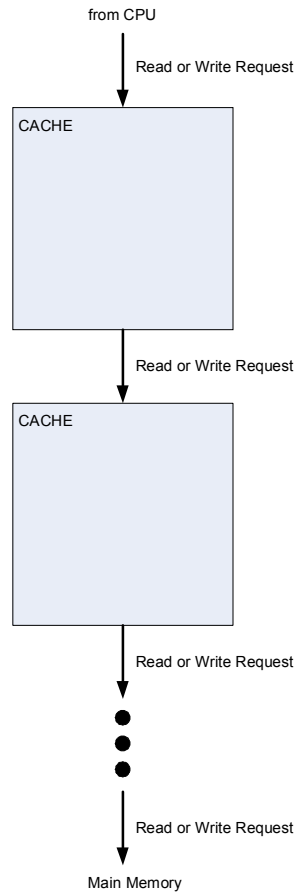 from CPU
Read or Write Request
CACHE
Read or Write Request
CACHE
Read or Write Request
Read or Write Request
Main Memory